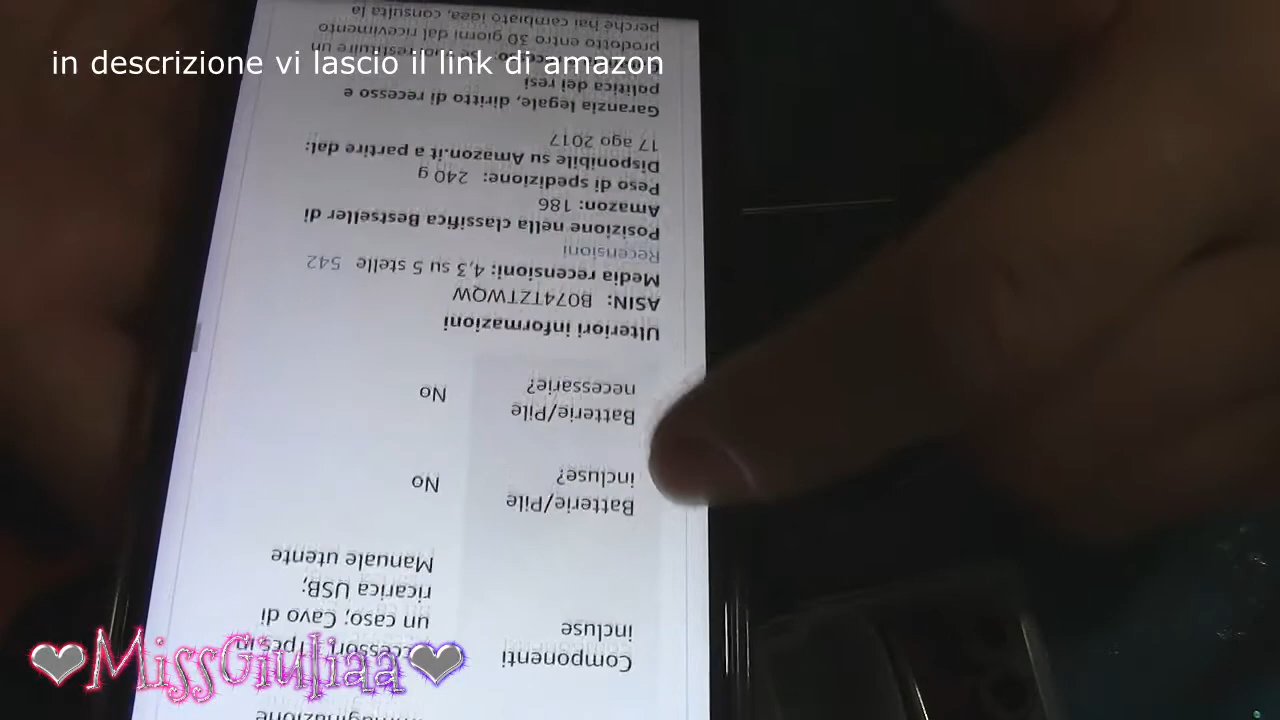 in descrizione vi lascio il link di amazon
Componenti
incluse
un caso; Cavo di
ricarica USB;
Manuale utente
Batterie/Pile
incluse?
No
Batterie/Pile
necessarie?
No
Ulteriori informazioni
ASIN: B074TZTWQW
Media recensioni: 4,3 su 5 stelle 542
Recensioni
Posizione nella classifica Bestseller di
Amazon: 186
Peso di spedizione: 240 g
Disponibile su Amazon.it a partire dal:
17 ago 2017
Garanzia legale, diritto di recesso e
politica dei resi
prodotto entro 30 giorni dal ricevimento
perché hai cambiato idea, consulta la
MissGiuliaa